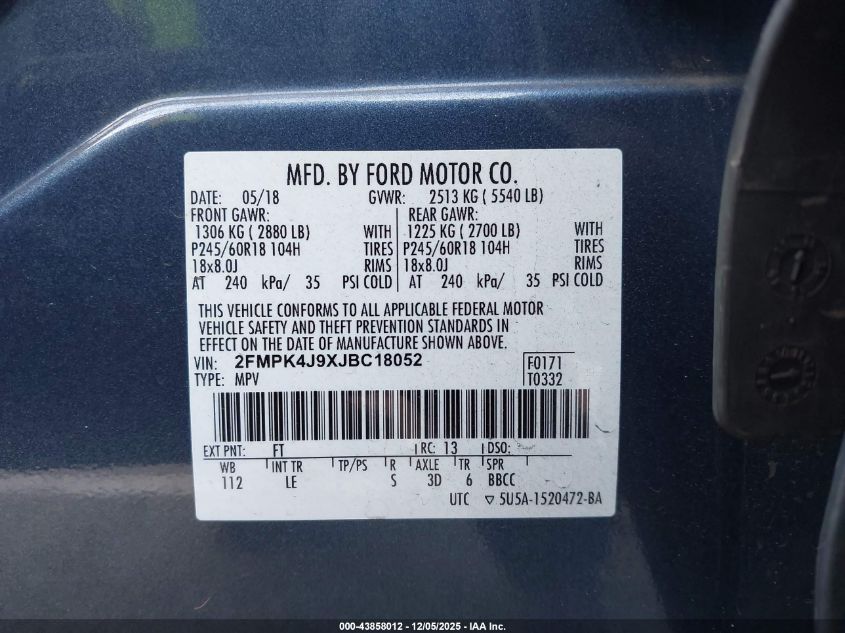 MFD. BY FORD MOTOR CO.
DATE: 05/18 GVWR: 2513 KG ( 5540 LB)
FRONT GAWR: REAR GAWR:
1306 KG ( 2880 LB) WITH 1225 KG ( 2700 LB) WITH
P245/60R18 104H TIRES P245/60R18 104H TIRES
18x8.0J RIMS 18x8.0J RIMS
AT 240 kPa/ 35 PSI COLD AT 240 kPa/ 35 PSI COLD
THIS VEHICLE CONFORMS TO ALL APPLICABLE FEDERAL MOTOR
VEHICLE SAFETY AND THEFT PREVENTION STANDARDS IN
EFFECT ON THE DATE OF MANUFACTURE SHOWN ABOVE.
VIN: 2FMPK4J9XJBC18052 F0171
TYPE: MPV T0332
EXT PNT: FT RC: 13 DSO:
WB INT TR TP/PS R AXLE TR SPR
112 LE S 3D 6 BBCC
UTC ▽ 5U5A-1520472-BA
000-43858012 • 12/05/2025 • IAA Inc.